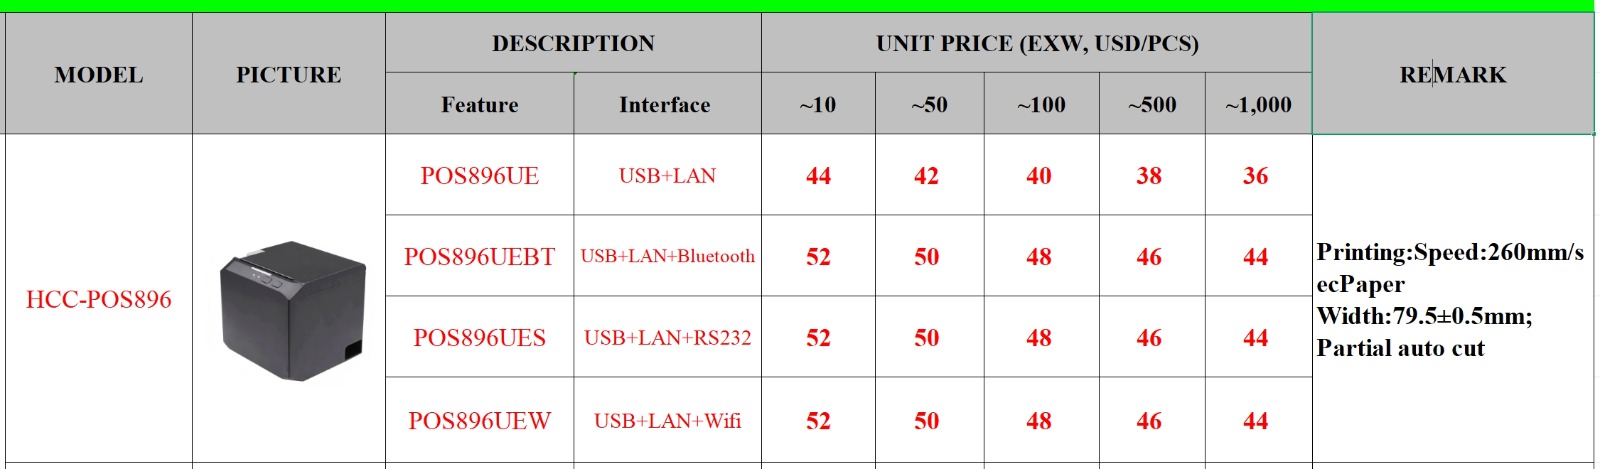 MODEL
PICTURE
DESCRIPTION
UNIT PRICE (EXW, USD/PCS)
REMARK
Feature
Interface
~10
~50
~100
~500
~1,000
HCC-POS896
POS896UE
USB+LAN
44
42
40
38
36
POS896UEBT
USB+LAN+Bluetooth
52
50
48
46
44
POS896UES
USB+LAN+RS232
52
50
48
46
44
POS896UEW
USB+LAN+Wifi
52
50
48
46
44
Printing:Speed:260mm/s
ecPaper
Width:79.5±0.5mm;
Partial auto cut